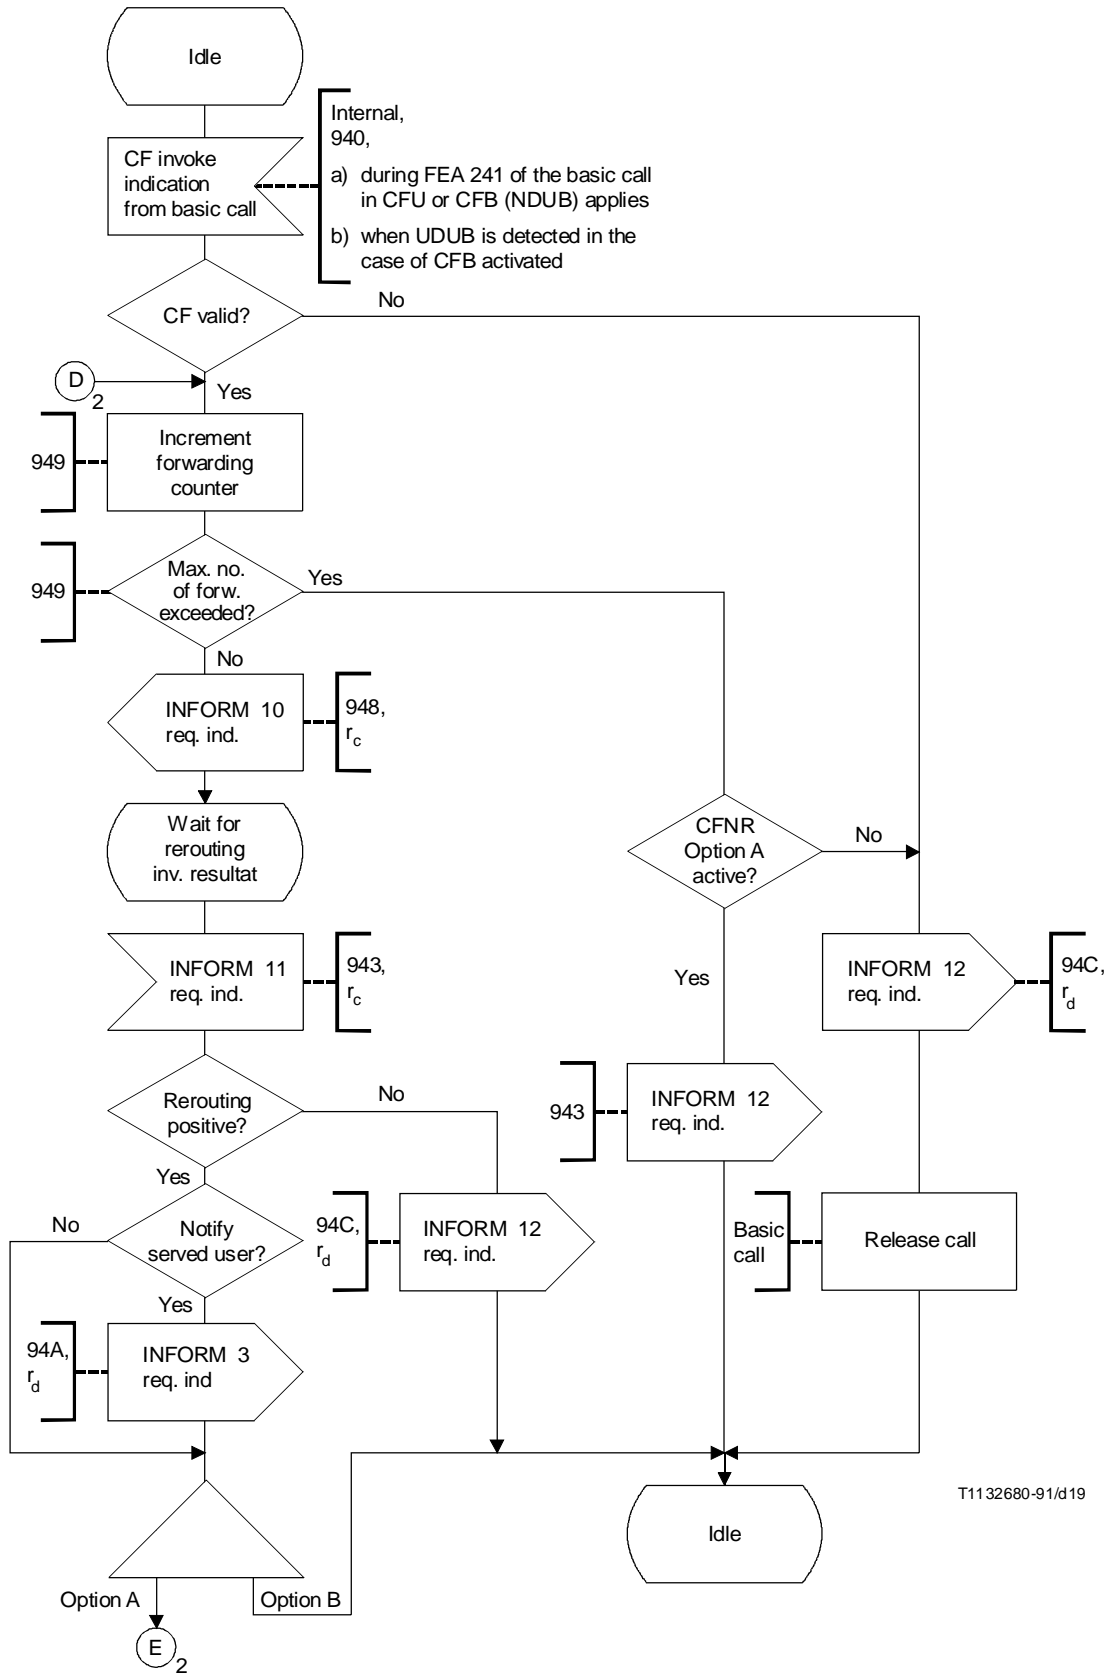 Idle
CF invoke
indication
from basic call
Internal,
940,
a) during FEA 241 of the basic call
in CFU or CFB (NDUB) applies
b) when UDUB is detected in the
case of CFB activated
CF valid?
No
D
2
Yes
949
Increment
forwarding
counter
949
Max. no.
of forw.
exceeded?
Yes
No
INFORM 10
req. ind.
948,
rc
Wait for
rerouting
inv. resultat
CFNR
Option A
active?
No
INFORM 11
req. ind.
943,
rc
Yes
INFORM 12
req. ind.
94C,
rd
Rerouting
positive?
No
943
INFORM 12
req. ind.
Yes
No
Notify
served user?
94C,
rd
INFORM 12
req. ind.
Basic
call
Release call
Yes
94A,
rd
INFORM 3
req. ind
T1132680-91/d19
Idle
Option A
Option B
E
2